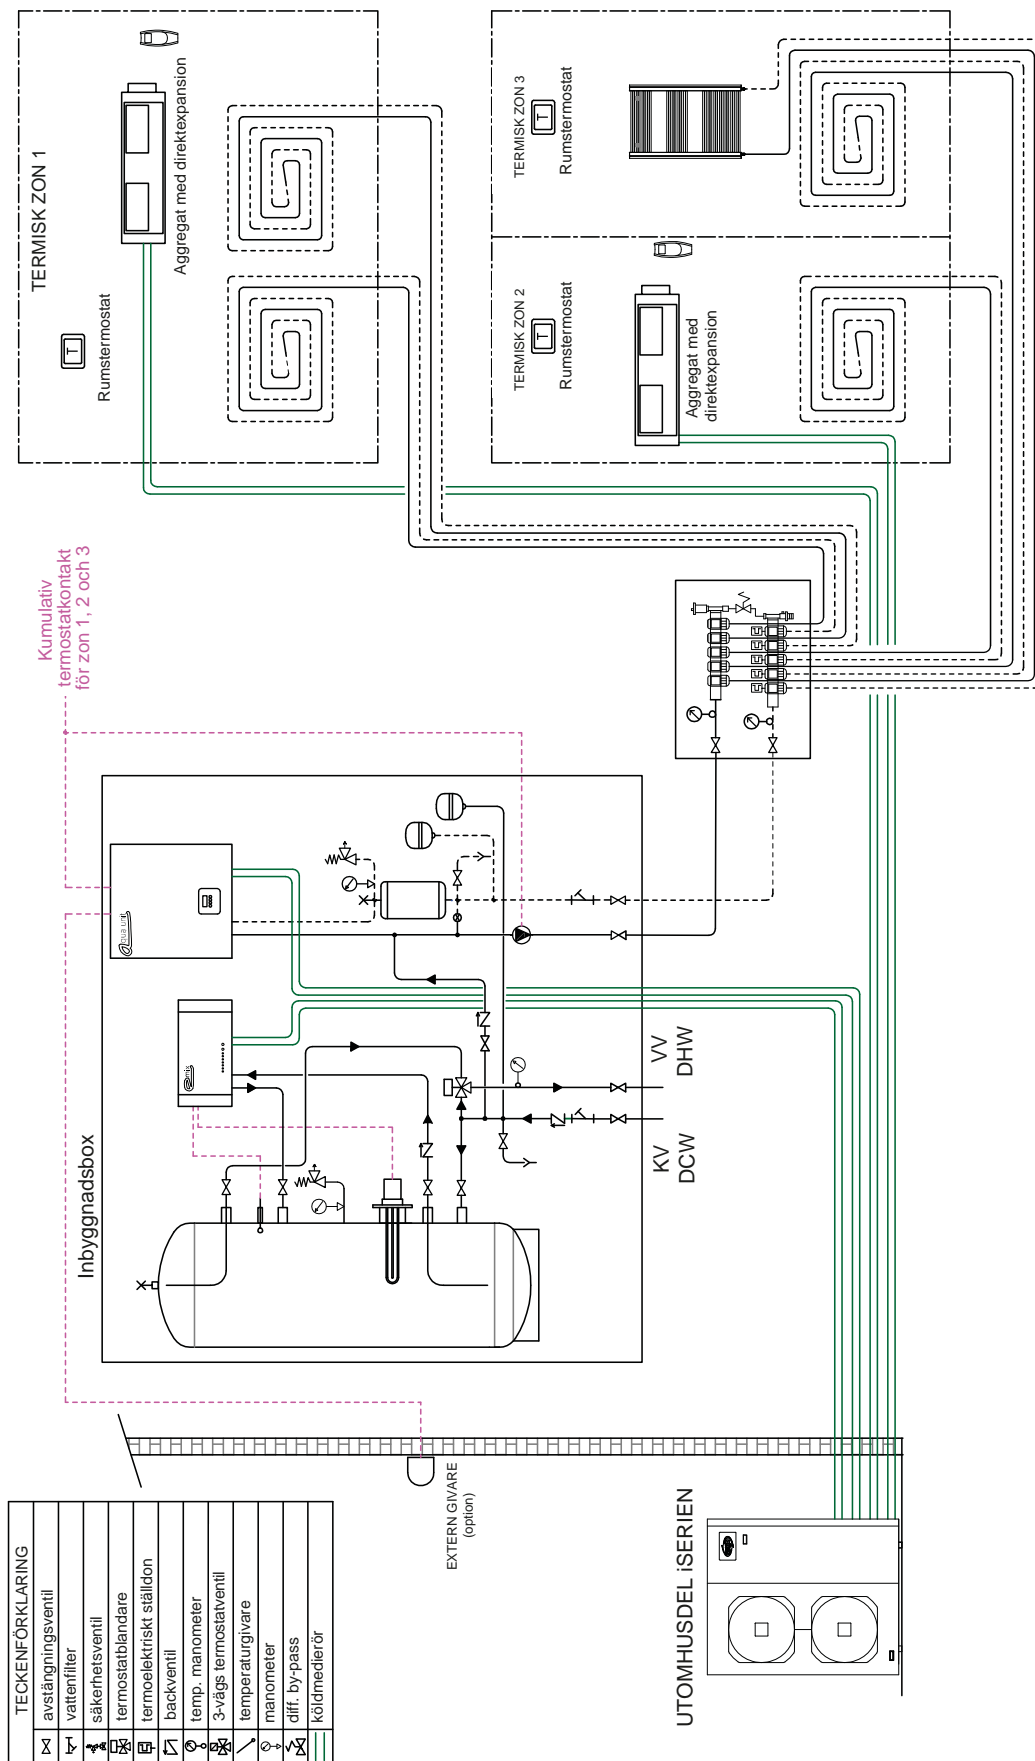 TERMISK ZON 1
T
Rumstermostat
Aggregat med direktexpansion
TERMISK ZON 3
T
Rumstermostat
TERMISK ZON 2
T
Rumstermostat
Aggregat med
direktexpansion
Kumulativ
termostatkontakt
för zon 1, 2 och 3
Inbyggnadsbox
aqua unit
VV
DHW
KV
DCW
EXTERN GIVARE
(option)
UTOMHUSDEL iSERIEN
TECKENFÖRKLARING
avstängningsventil
vattenfilter
säkerhetsventil
termostatblandare
termoelektriskt ställdon
backventil
temp. manometer
3-vägs termostatventil
temperaturgivare
manometer
diff. by-pass
köldmedierör